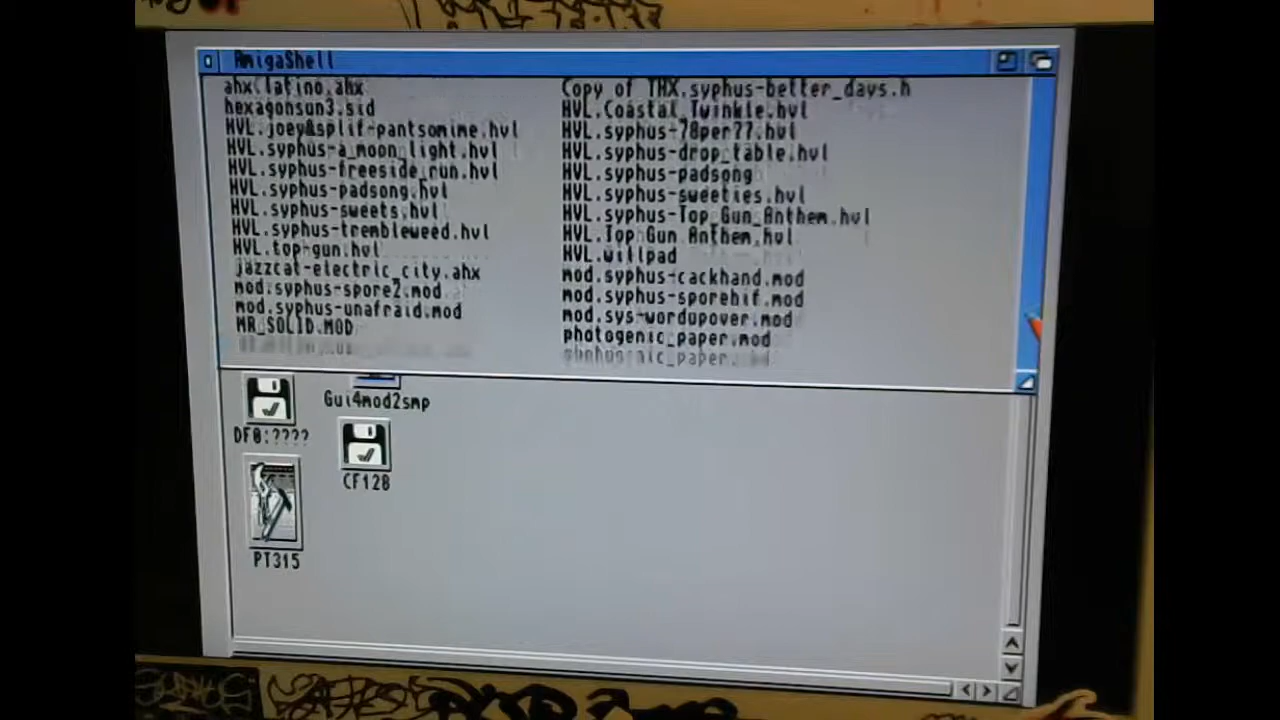 AmigaShell
ahx.latino.ahx Copy of THX.syphus-better_days.h
hexagonsun3.sid HVL.Coastal_Twinkle.hvl
HVL.joey&splif-pantsomime.hvl HVL.syphus-78per77.hvl
HVL.syphus-a_moon_light.hvl HVL.syphus-drop_table.hvl
HVL.syphus-freeside_run.hvl HVL.syphus-padsong
HVL.syphus-padsong.hvl HVL.syphus-sweeties.hvl
HVL.syphus-sweets.hvl HVL.syphus-Top_Gun_Anthem.hvl
HVL.syphus-trembleweed.hvl HVL.Top_Gun_Anthem.hvl
HVL.top-gun.hvl HVL.willpad
jazzcat-electric_city.ahx mod.syphus-cackhand.mod
mod.syphus-spore2.mod mod.syphus-sporehif.mod
mod.syphus-unafraid.mod mod.sys-wordupover.mod
MR_SOLID.MOD photogenic_paper.mod
Gui4mod2smp
DF0:????
CF128
PT315